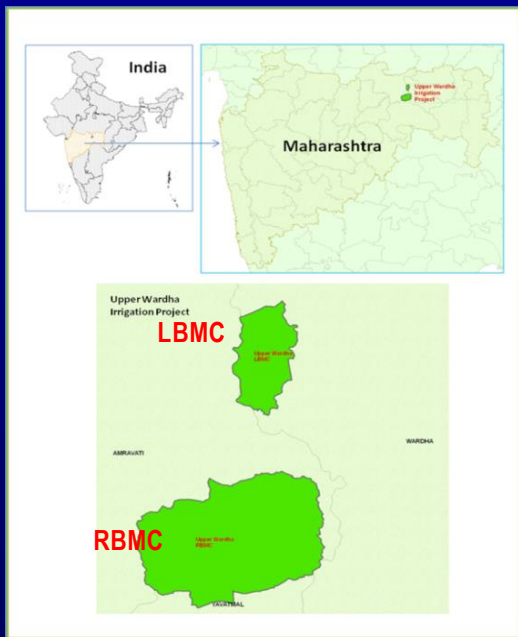 India
Maharashtra
Upper Wardha
Irrigation
Project
Upper Wardha
Irrigation Project
LBMC
Upper Wardha
LBMC
WARDHA
AMRAVATI
RBMC
Upper Wardha
RBMC
YAVATMAL